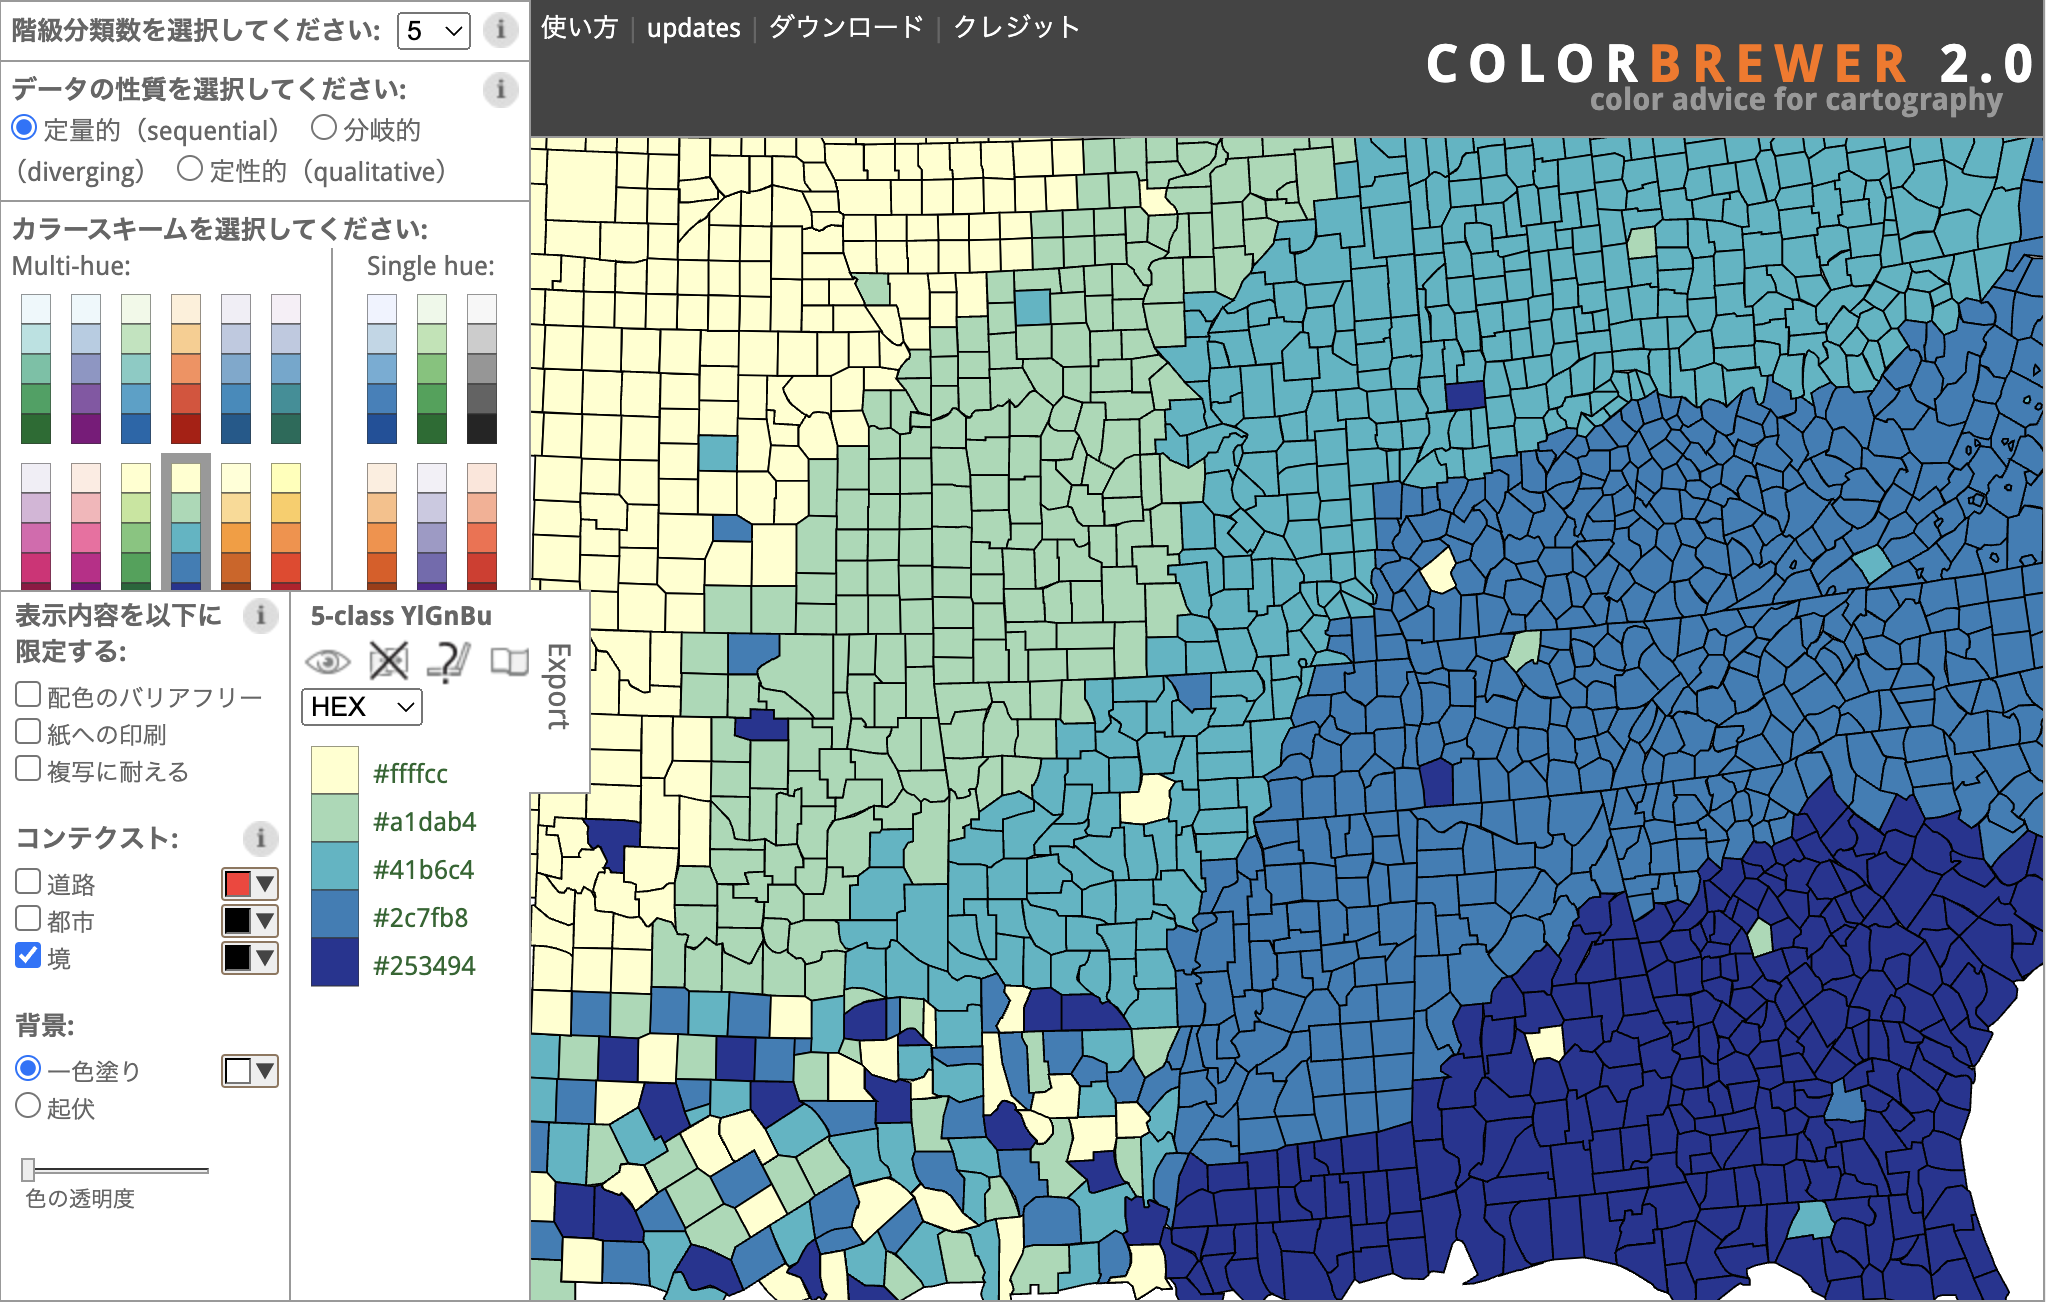 階級分類数を選択してください: 5
データの性質を選択してください:
定量的（sequential） 分岐的
（diverging） 定性的（qualitative）
カラースキームを選択してください:
Multi-hue: Single hue:
表示内容を以下に
限定する:
配色のバリアフリー
紙への印刷
複写に耐える
コンテクスト:
道路
都市
境
背景:
一色塗り
起伏
色の透明度
5-class YlGnBu
HEX
#ffffcc
#a1dab4
#41b6c4
#2c7fb8
#253494
Export
使い方 | updates | ダウンロード | クレジット
COLORBREWER 2.0
color advice for cartography